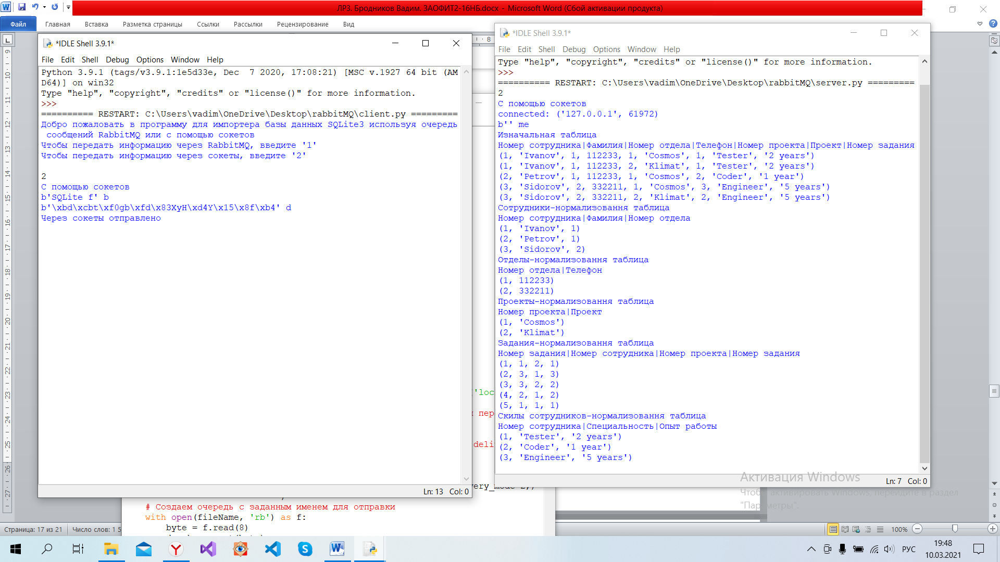 ЛР3. Бродников Вадим. ЗАОФИТ2-16НБ.docx - Microsoft Word (Сбой активации продукта)
Файл Главная Вставка Разметка страницы Ссылки Рассылки Рецензирование Вид
*IDLE Shell 3.9.1*
File Edit Shell Debug Options Window Help
Python 3.9.1 (tags/v3.9.1:1e5d33e, Dec  7 2020, 17:08:21) [MSC v.1927 64 bit (AM
D64)] on win32
Type "help", "copyright", "credits" or "license()" for more information.
>>>
========== RESTART: C:\Users\vadim\OneDrive\Desktop\rabbitMQ\client.py =========
Добро пожаловать в программу для импортера базы данных SQLite3 используя очередь
сообщений RabbitMQ или с помощью сокетов
Чтобы передать информацию через RabbitMQ, введите '1'
Чтобы передать информацию через сокеты, введите '2'
2
С помощью сокетов
b'SQLite f' b
b'\xbd\xcbt\xf0gb\xfd\x83XyH\xd4Y\x15\x8f\xb4' d
Через сокеты отправлено
Ln: 13 Col: 0
*IDLE Shell 3.9.1*
File Edit Shell Debug Options Window Help
Type "help", "copyright", "credits" or "license()" for more information.
>>>
========== RESTART: C:\Users\vadim\OneDrive\Desktop\rabbitMQ\server.py =========
2
С помощью сокетов
connected: ('127.0.0.1', 61972)
b'' me
Изначальная таблица
Номер сотрудника|Фамилия|Номер отдела|Телефон|Номер проекта|Проект|Номер задания
(1, 'Ivanov', 1, 112233, 1, 'Cosmos', 1, 'Tester', '2 years')
(1, 'Ivanov', 1, 112233, 2, 'Klimat', 1, 'Tester', '2 years')
(2, 'Petrov', 1, 112233, 1, 'Cosmos', 2, 'Coder', '1 year')
(3, 'Sidorov', 2, 332211, 1, 'Cosmos', 3, 'Engineer', '5 years')
(3, 'Sidorov', 2, 332211, 2, 'Klimat', 2, 'Engineer', '5 years')
Сотрудники-нормализовання таблица
Номер сотрудника|Фамилия|Номер отдела
(1, 'Ivanov', 1)
(2, 'Petrov', 1)
(3, 'Sidorov', 2)
Отделы-нормализовання таблица
Номер отдела|Телефон
(1, 112233)
(2, 332211)
Проекты-нормализовання таблица
Номер проекта|Проект
(1, 'Cosmos')
(2, 'Klimat')
Задания-нормализовання таблица
Номер задания|Номер сотрудника|Номер проекта|Номер задания
(1, 1, 2, 1)
(2, 3, 1, 3)
(3, 3, 2, 2)
(4, 2, 1, 2)
(5, 1, 1, 1)
Скилы сотрудников-нормализовання таблица
Номер сотрудника|Специальность|Опыт работы
(1, 'Tester', '2 years')
(2, 'Coder', '1 year')
(3, 'Engineer', '5 years')
Ln: 7 Col: 0
Активация Windows
Чтобы активировать Windows, перейдите в раздел
"Параметры".
'loc
пер
deli
# Создаем очередь с заданным именем для отправки
with open(fileName, 'rb') as f:
byte = f.read(8)
Страница: 17 из 21 Число слов: 1 5
100%
РУС
19:48
10.03.2021